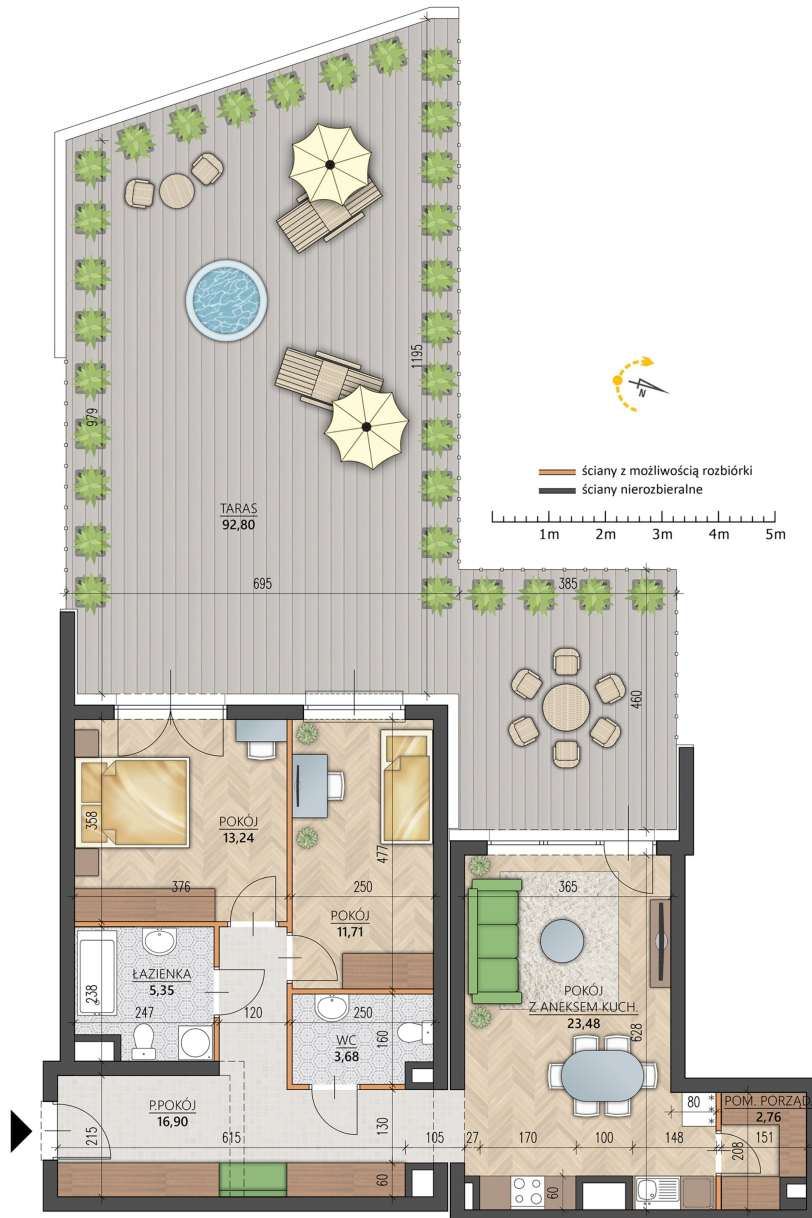 1195
979
N
ściany z możliwością rozbiórki
ściany nierozbieralne
1m 2m 3m 4m 5m
TARAS
92,80
695
385
460
358
POKÓJ
13,24
477
376
250
365
POKÓJ
11,71
ŁAZIENKA
5,35
238
247
120
WC
3,68
250
160
POKÓJ
Z ANEKSEM KUCH.
23,48
628
80
POM. PORZĄD.
2,76
P.POKÓJ
16,90
215
615
130
105
27
170
100
148
151
208
60
60